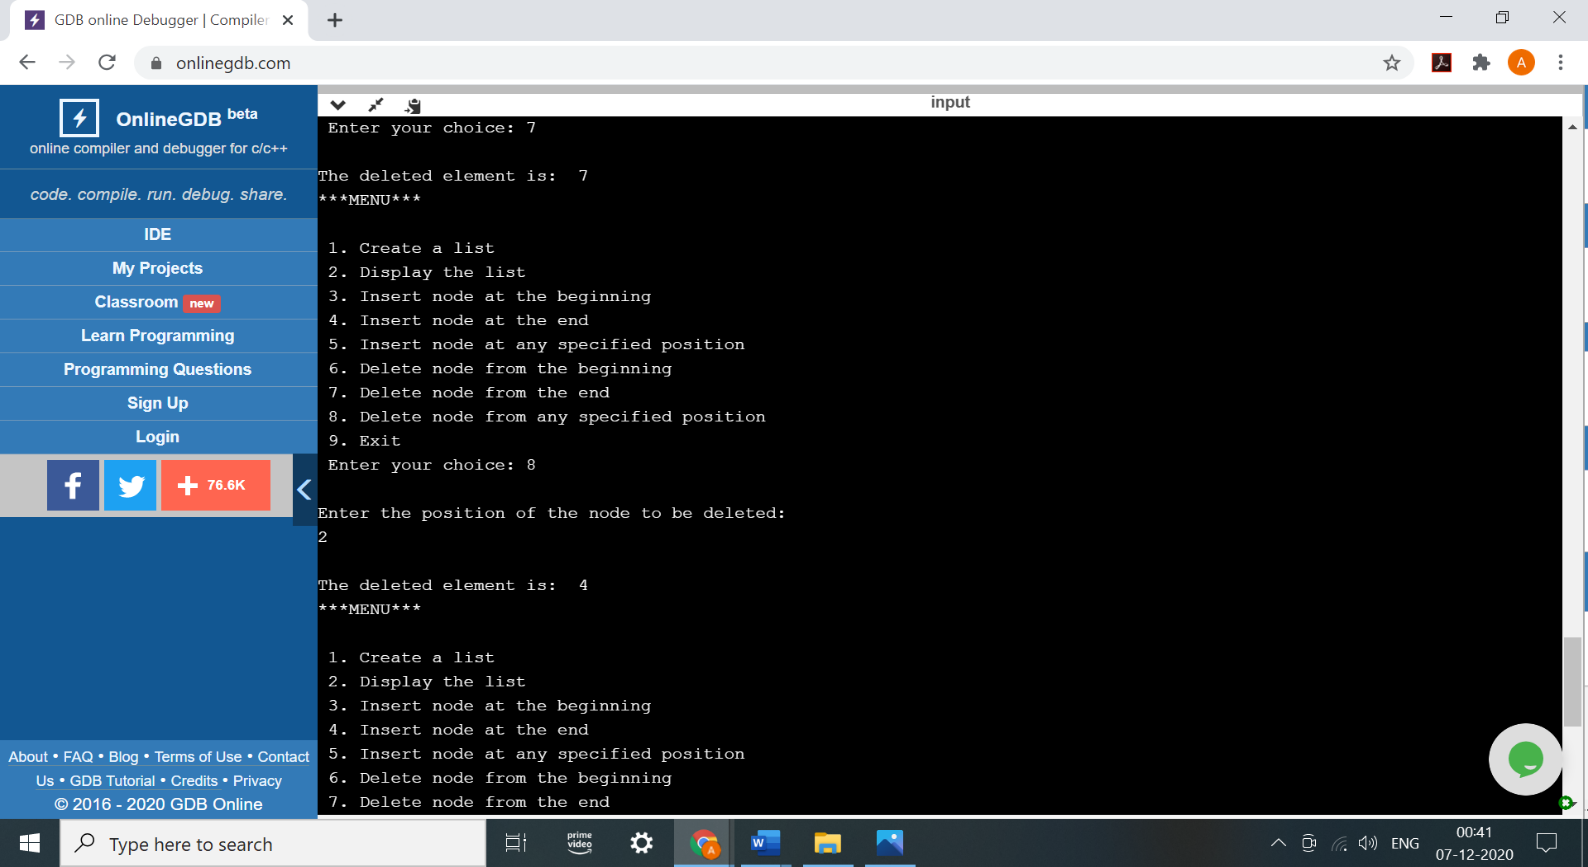 GDB online Debugger | Compiler
onlinegdb.com
A
OnlineGDB beta
online compiler and debugger for c/c++
code. compile. run. debug. share.
IDE
My Projects
Classroom new
Learn Programming
Programming Questions
Sign Up
Login
f
76.6K
About • FAQ • Blog • Terms of Use • Contact
Us • GDB Tutorial • Credits • Privacy
© 2016 - 2020 GDB Online
input
Enter your choice: 7
The deleted element is:  7
***MENU***
1. Create a list
2. Display the list
3. Insert node at the beginning
4. Insert node at the end
5. Insert node at any specified position
6. Delete node from the beginning
7. Delete node from the end
8. Delete node from any specified position
9. Exit
Enter your choice: 8
Enter the position of the node to be deleted:
2
The deleted element is:  4
***MENU***
1. Create a list
2. Display the list
3. Insert node at the beginning
4. Insert node at the end
5. Insert node at any specified position
6. Delete node from the beginning
7. Delete node from the end
Type here to search
prime
video
A
W
ENG
00:41
07-12-2020